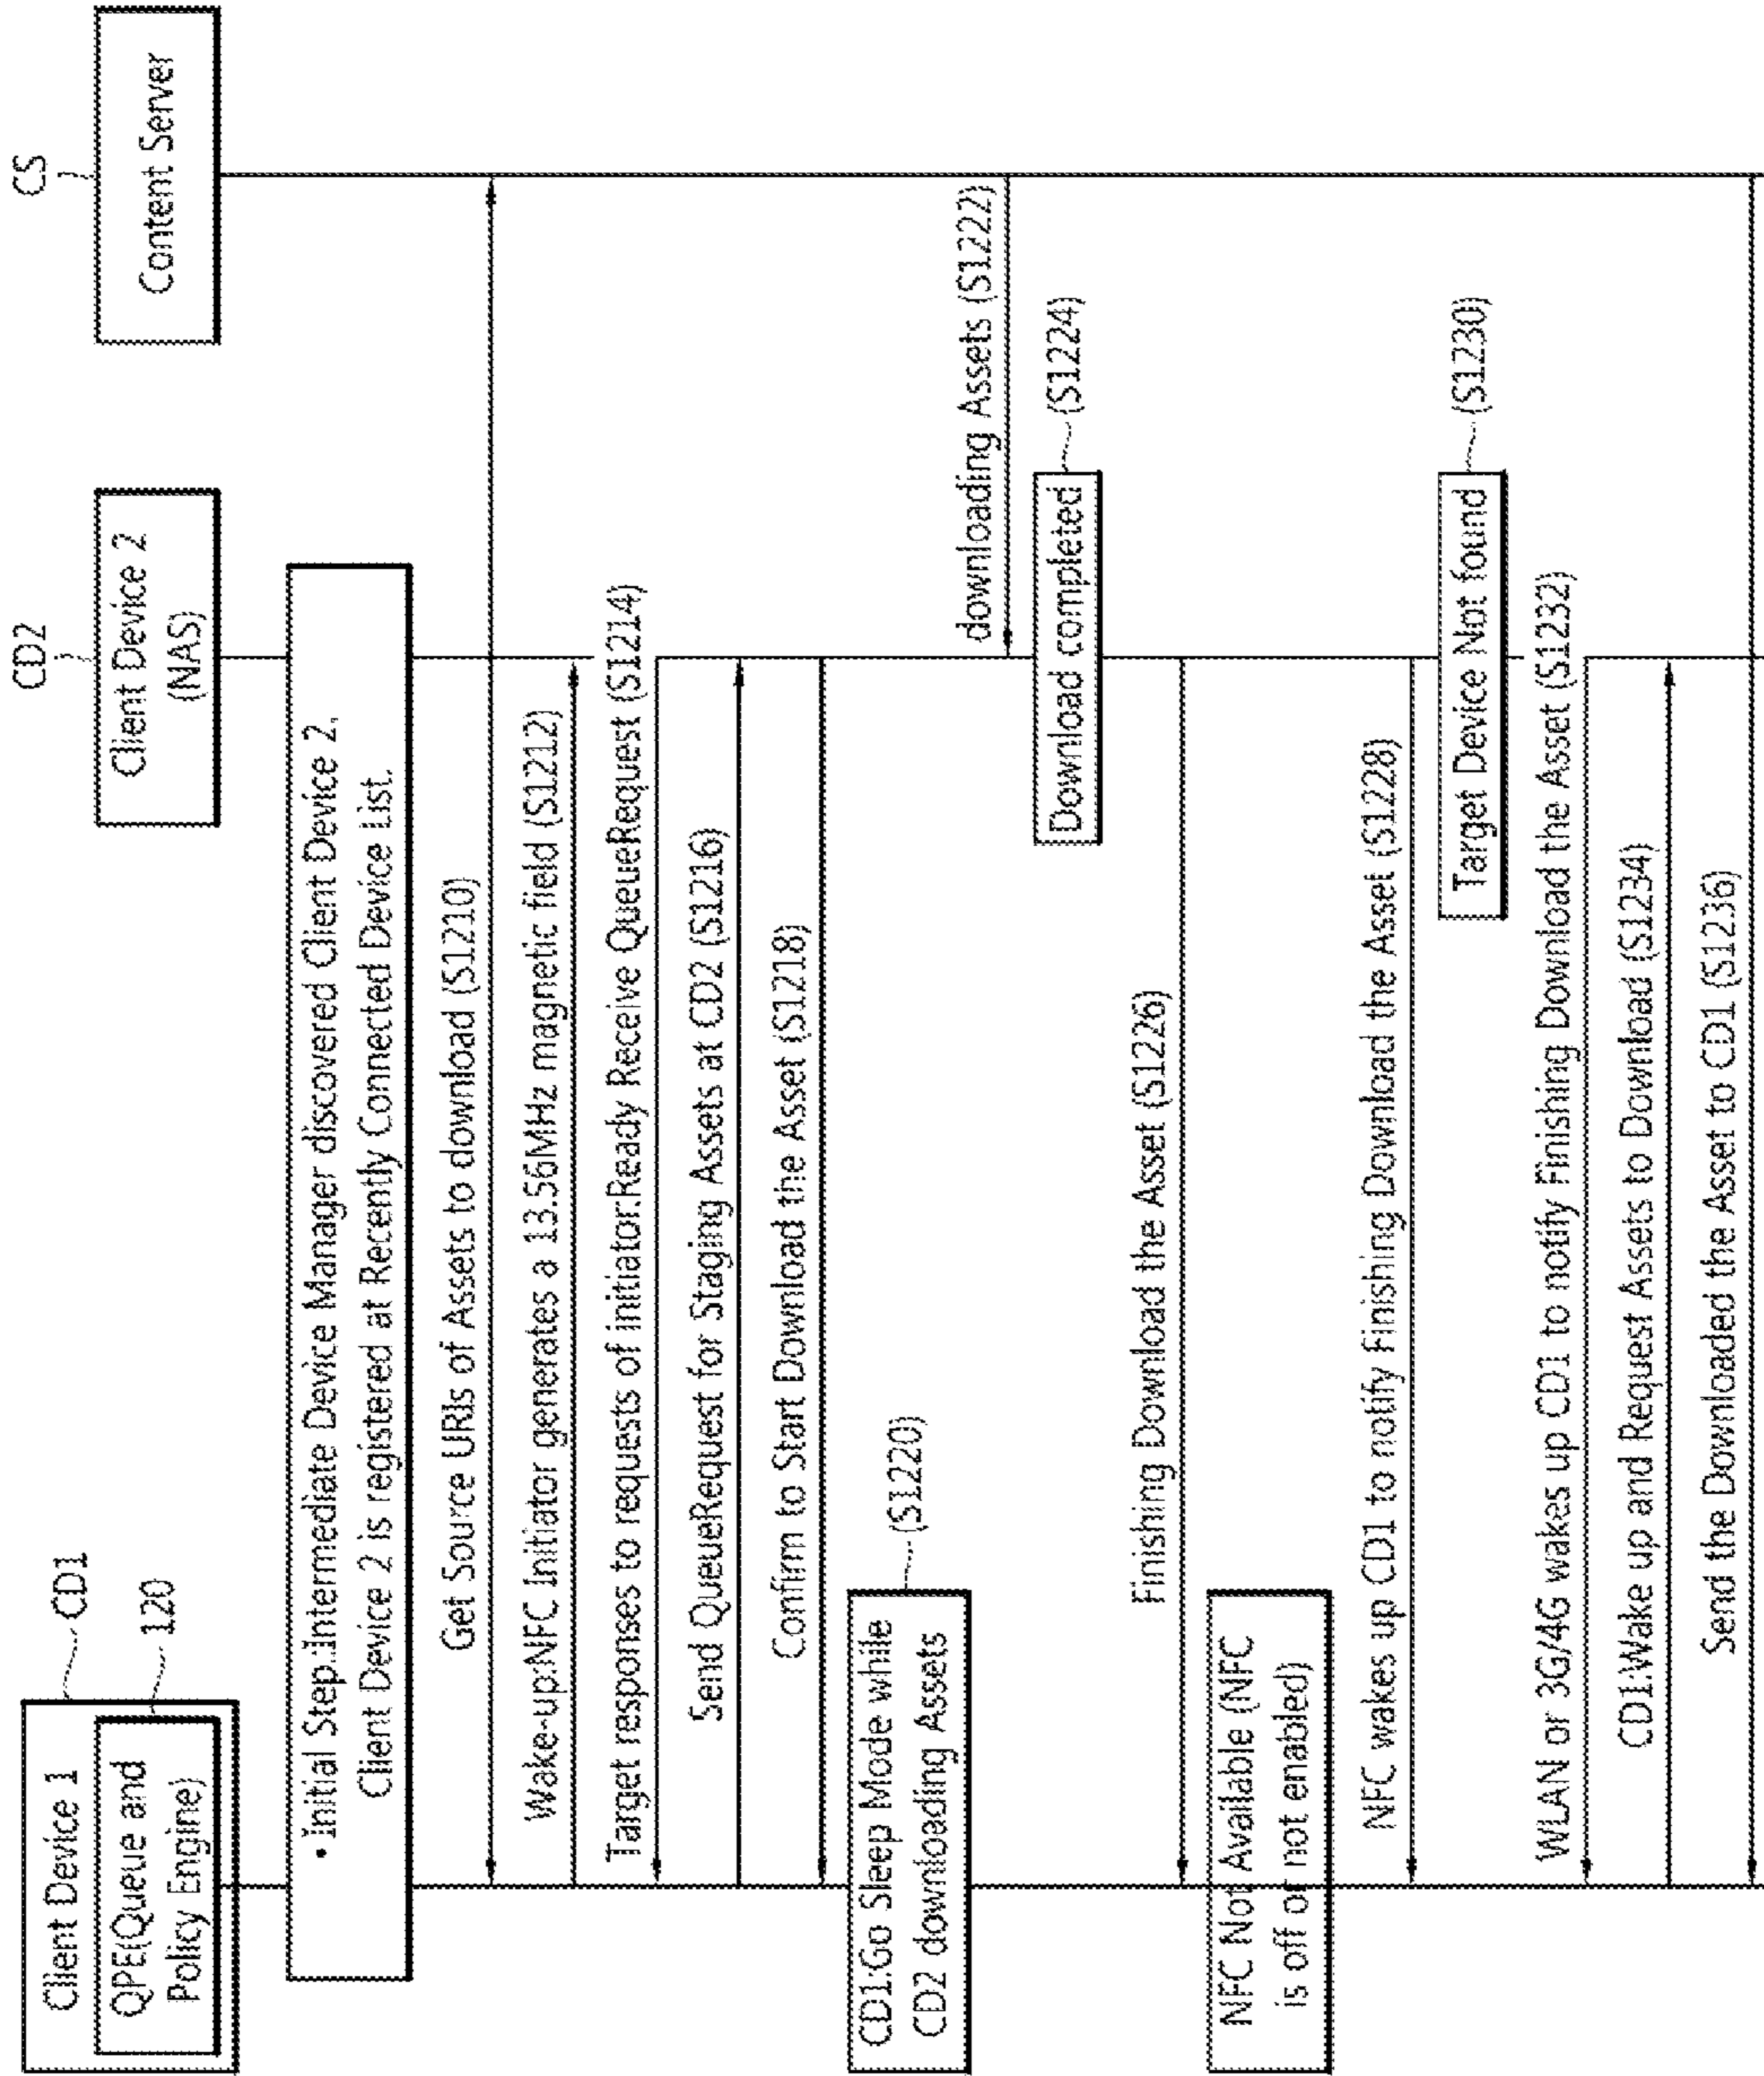 CD1
Client Device 1
120
QPE(Queue and
Policy Engine)
CD2
Client Device 2
(NAS)
CS
Content Server
• Initial Step:Intermediate Device Manager discovered Client Device 2.
Client Device 2 is registered at Recently Connected Device List.
Get Source URIs of Assets to download (S1210)
Wake-up:NFC Initiator generates a 13.56MHz magnetic field (S1212)
Target responses to requests of initiator:Ready Receive QueueRequest (S1214)
Send QueueRequest for Staging Assets at CD2 (S1216)
Confirm to Start Download the Asset (S1218)
CD1:Go Sleep Mode while
CD2 downloading Assets
(S1220)
downloading Assets (S1222)
Download completed
(S1224)
Finishing Download the Asset (S1226)
NFC Not Available (NFC
is off or not enabled)
NFC wakes up CD1 to notify Finishing Download the Asset (S1228)
Target Device Not found
(S1230)
WLAN or 3G/4G wakes up CD1 to notify Finishing Download the Asset (S1232)
CD1:Wake up and Request Assets to Download (S1234)
Send the Downloaded the Asset to CD1 (S1236)